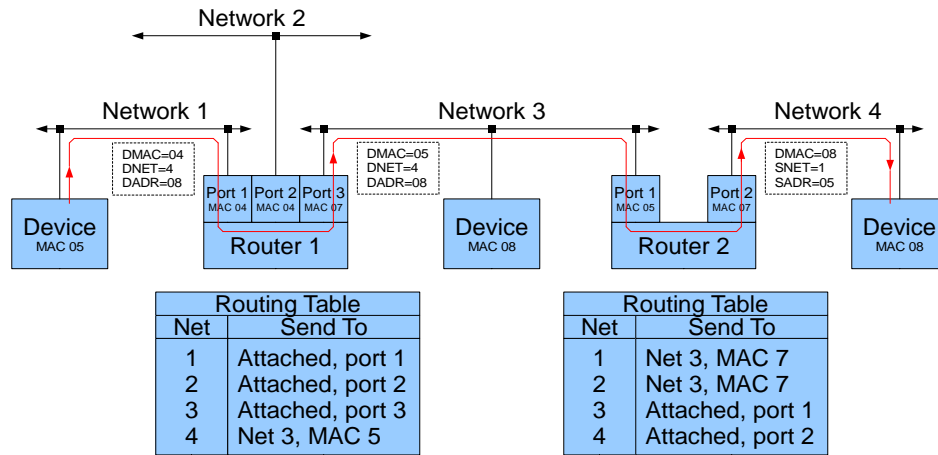 Network 2
Network 1
Network 3
Network 4
DMAC=04
DNET=4
DADR=08
DMAC=05
DNET=4
DADR=08
DMAC=08
SNET=1
SADR=05
Port 1
MAC 04
Port 2
MAC 04
Port 3
MAC 07
Port 1
MAC 05
Port 2
MAC 07
Device
MAC 05
Router 1
Device
MAC 08
Router 2
Device
MAC 08
Routing Table
Net Send To
1 Attached, port 1
2 Attached, port 2
3 Attached, port 3
4 Net 3, MAC 5
Routing Table
Net Send To
1 Net 3, MAC 7
2 Net 3, MAC 7
3 Attached, port 1
4 Attached, port 2